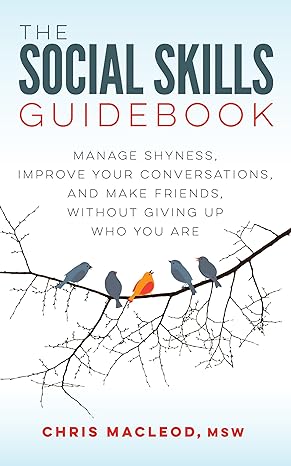 THE
SOCIAL SKILLS
GUIDEBOOK
MANAGE SHYNESS,
IMPROVE YOUR CONVERSATIONS,
AND MAKE FRIENDS,
WITHOUT GIVING UP
WHO YOU ARE
CHRIS MACLEOD, MSW